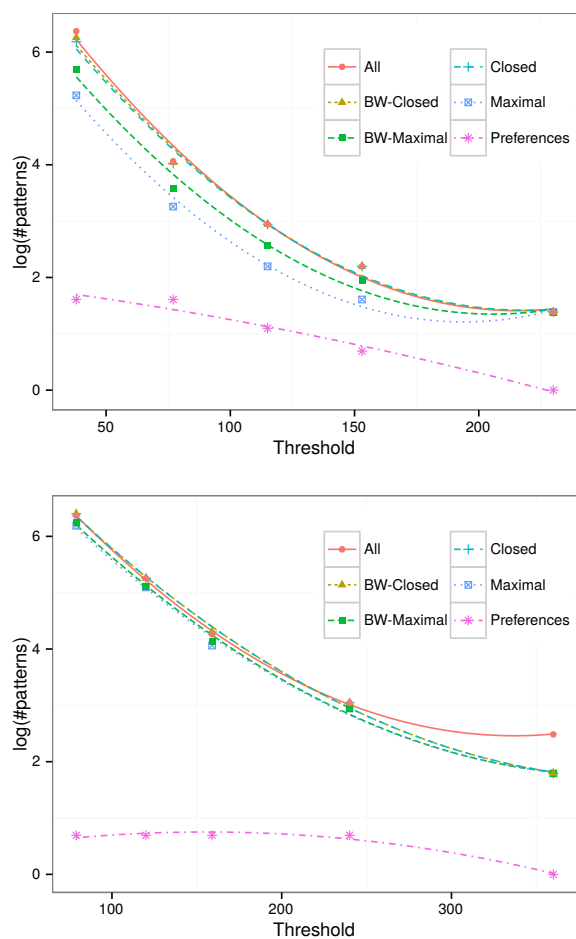 log(#patterns)
6
4
2
0
All
Closed
BW-Closed
Maximal
BW-Maximal
Preferences
50
100
150
200
Threshold
log(#patterns)
6
4
2
0
All
Closed
BW-Closed
Maximal
BW-Maximal
Preferences
100
200
300
Threshold